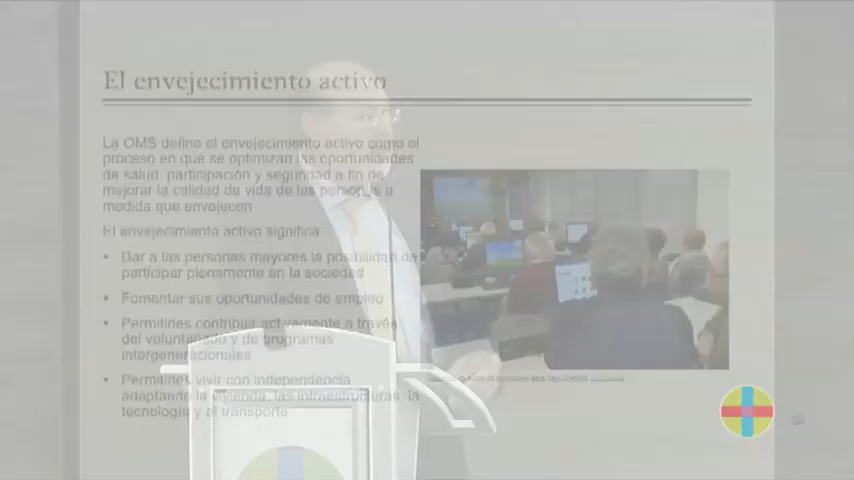 El envejecimiento activo
La OMS define el envejecimiento activo como el
proceso en que se optimizan las oportunidades
de salud, participación y seguridad a fin de
mejorar la calidad de vida de las personas a
medida que envejecen
El envejecimiento activo significa
• Dar a las personas mayores la posibilidad de
participar plenamente en la sociedad
• Fomentar sus oportunidades de empleo
• Permitirles contribuir activamente a través
del voluntariado y de programas
intergeneracionales
• Permitirles vivir con independencia
adaptando la vivienda, las infraestructuras, la
tecnología y el transporte